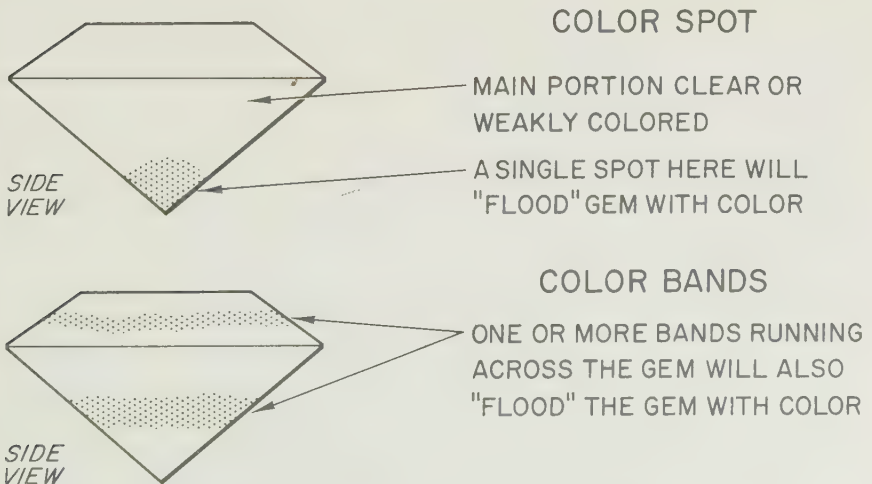 COLOR SPOT
MAIN PORTION CLEAR OR
WEAKLY COLORED
A SINGLE SPOT HERE WILL
"FLOOD" GEM WITH COLOR
SIDE
VIEW
COLOR BANDS
ONE OR MORE BANDS RUNNING
ACROSS THE GEM WILL ALSO
"FLOOD" THE GEM WITH COLOR
SIDE
VIEW